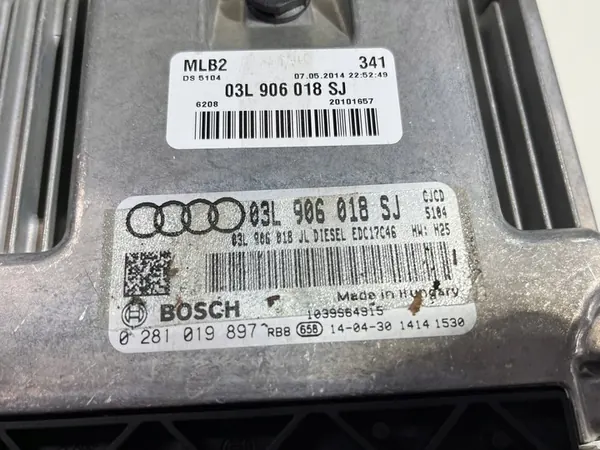 MLB2 341
DS 5104 07.05.2014 22:52:49
03L 906 018 SJ
6208 20101657
03L 906 018 SJ CJCD
5104
03L 906 018 JL DIESEL EDC17C46 HW: H25
Made in Hungary
BOSCH 1039S64915
0 281 019 897 RBB 658 14-04-30 1414 1530